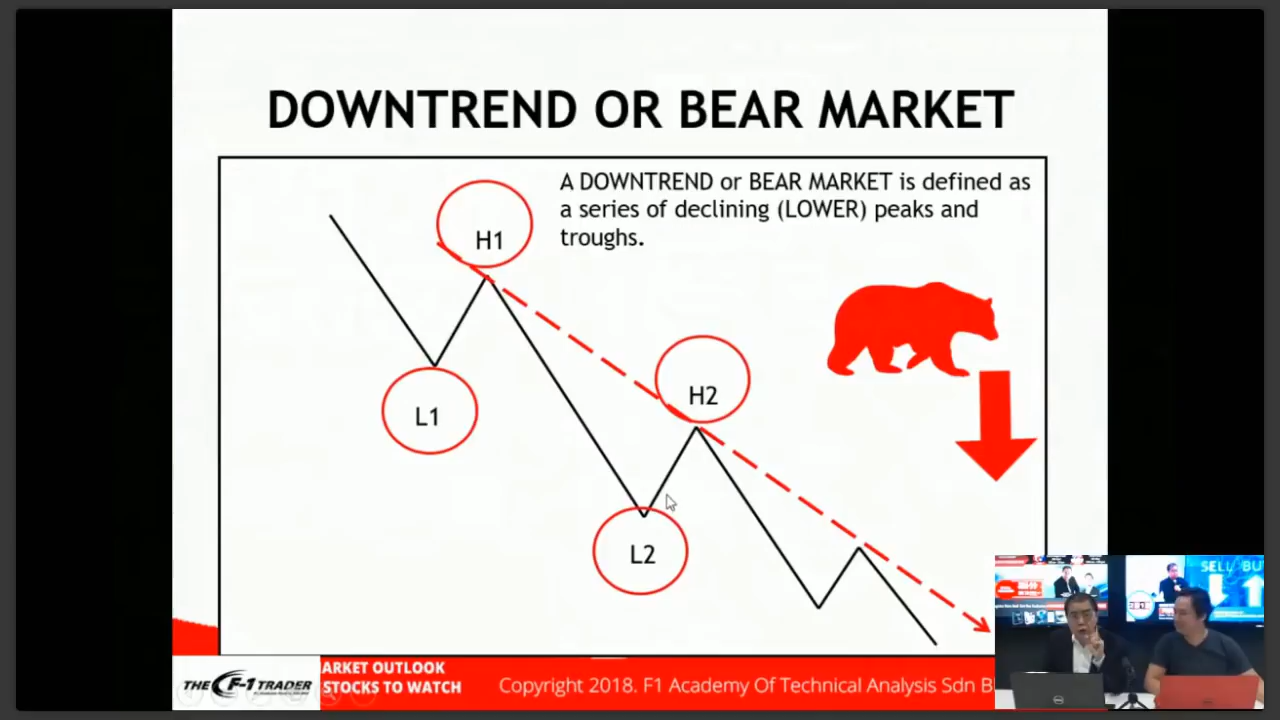 DOWNTREND OR BEAR MARKET
A DOWNTREND or BEAR MARKET is defined as
a series of declining (LOWER) peaks and
troughs.
H1
L1
H2
L2
SELL BU
THE F-1 TRADER
ARKET OUTLOOK
STOCKS TO WATCH
Copyright 2018. F1 Academy Of Technical Analysis Sdn B